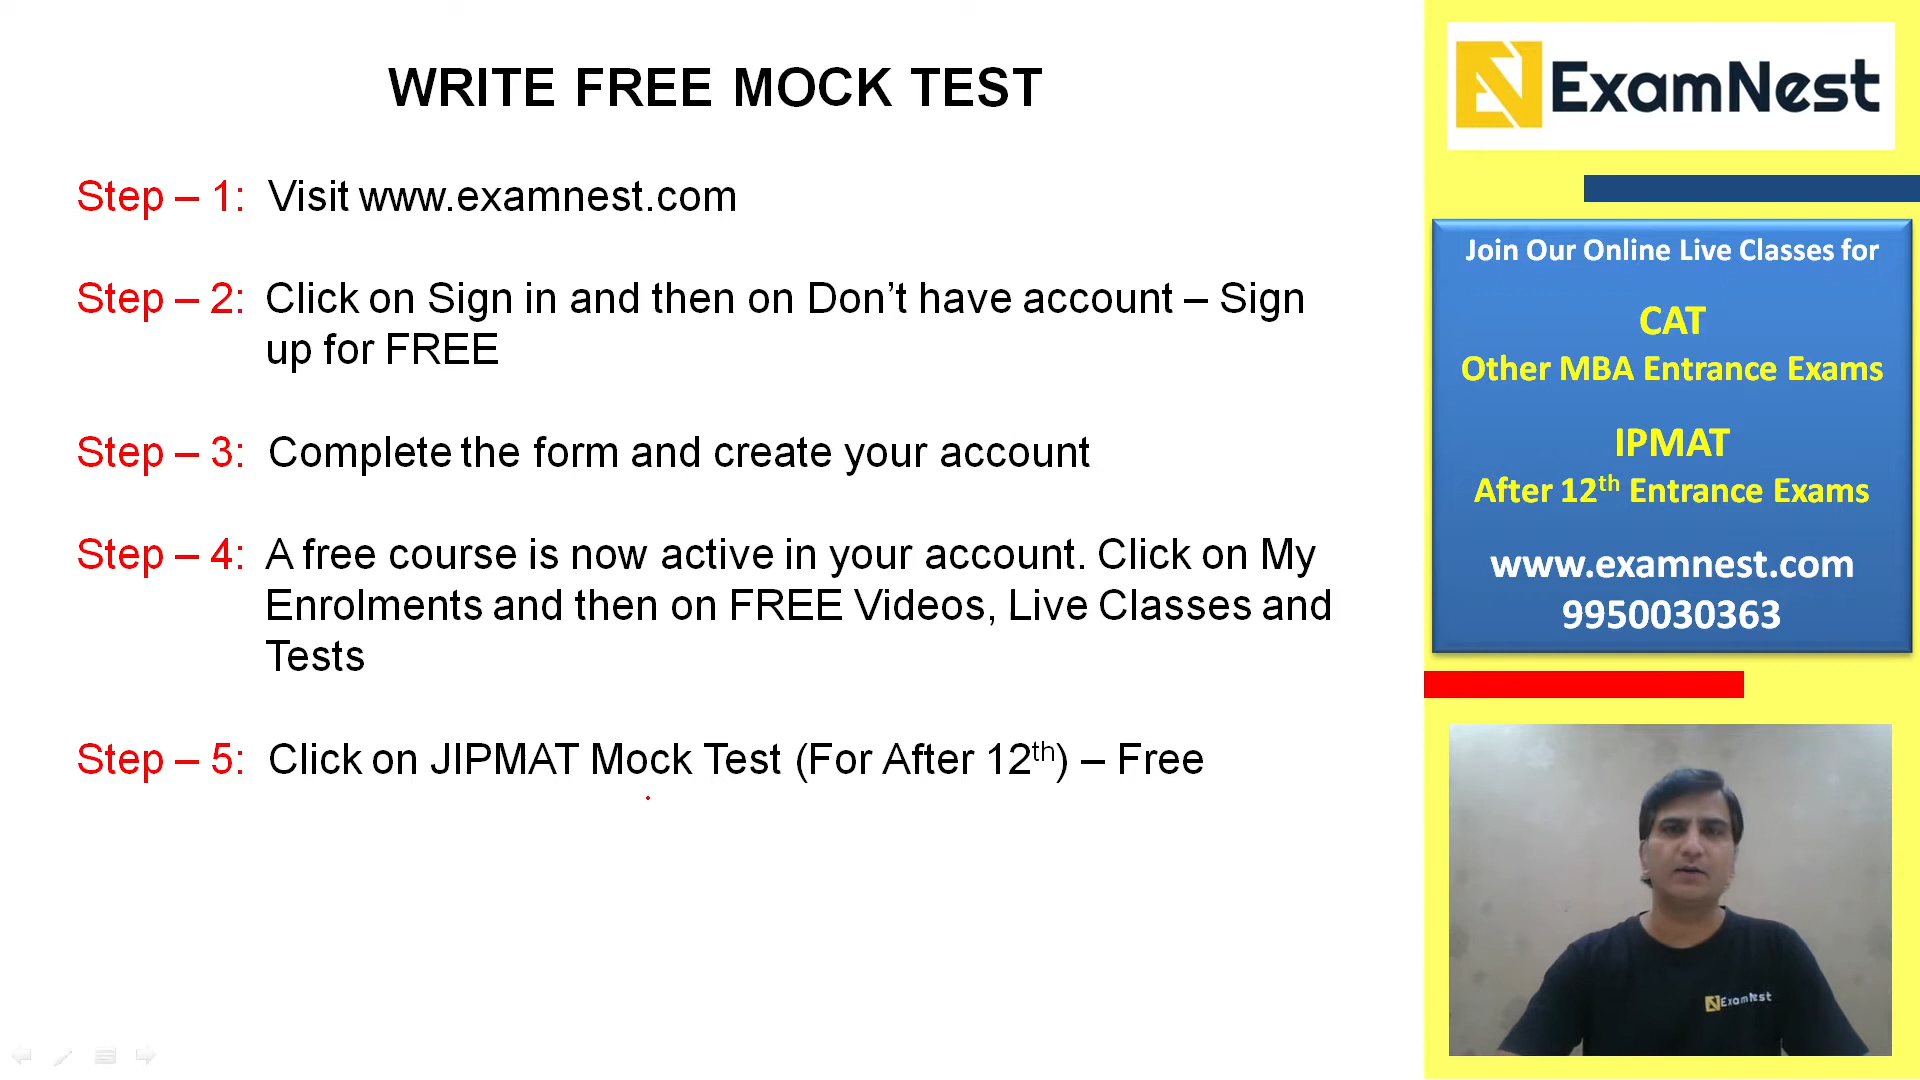 WRITE FREE MOCK TEST
Step – 1: Visit www.examnest.com
Step – 2: Click on Sign in and then on Don’t have account – Sign
up for FREE
Step – 3: Complete the form and create your account
Step – 4: A free course is now active in your account. Click on My
Enrolments and then on FREE Videos, Live Classes and
Tests
Step – 5: Click on JIPMAT Mock Test (For After 12th) – Free
ExamNest
Join Our Online Live Classes for
CAT
Other MBA Entrance Exams
IPMAT
After 12th Entrance Exams
www.examnest.com
9950030363
ExamNest